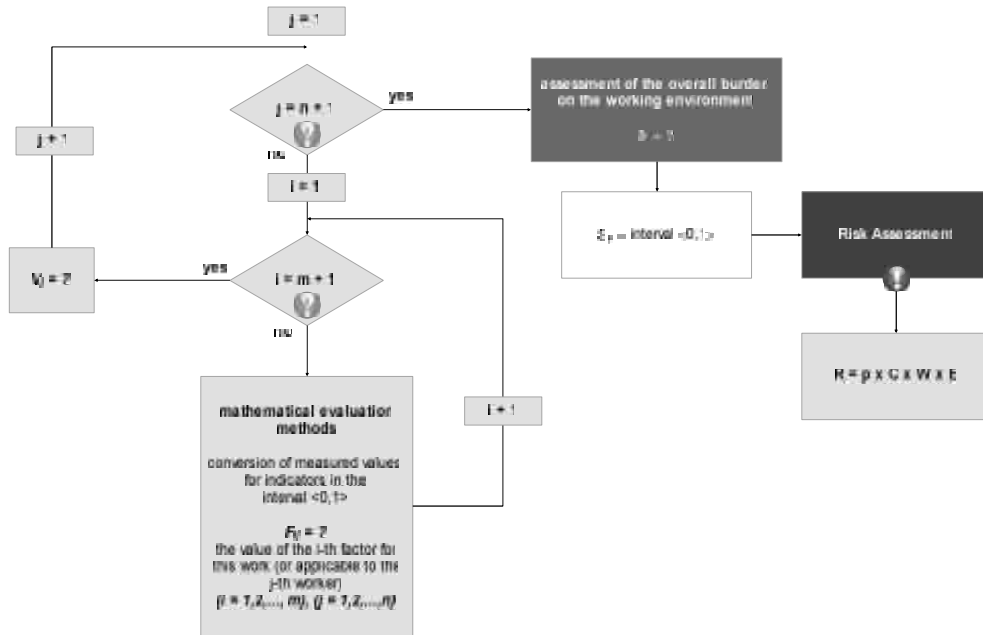 j = 1
j = n + 1
yes
no
j + 1
i = 1
assessment of the overall burden
on the working environment
interval <0,1>
Risk Assessment
R = p x C x W x E
i = m + 1
yes
no
i + 1
mathematical evaluation
methods
conversion of measured values
for indicators in the
interval <0,1>
the value of the i-th factor for
this work (or applicable to the
j-th worker)
(i = 1,2,..., m), (j = 1,2,...,n)